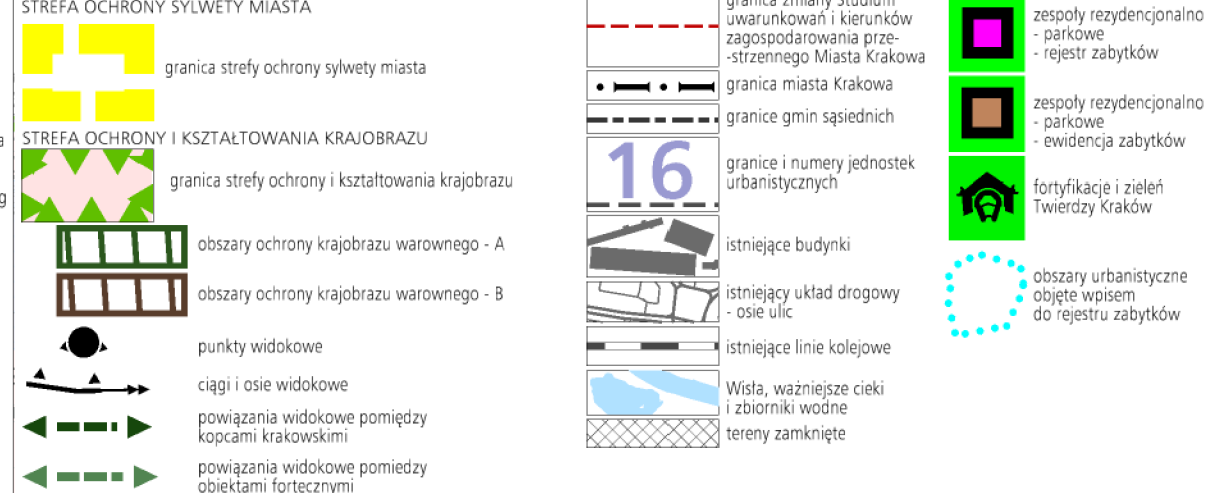 STREFA OCHRONY SYLWETY MIASTA
granica strefy ochrony sylwety miasta
STREFA OCHRONY I KSZTAŁTOWANIA KRAJOBRAZU
granica strefy ochrony i kształtowania krajobrazu
obszary ochrony krajobrazu warownego - A
obszary ochrony krajobrazu warownego - B
punkty widokowe
ciągi i osie widokowe
powiązania widokowe pomiędzy
kopcami krakowskimi
powiązania widokowe pomiedzy
obiektami fortecznymi
granica zmiany Studium
uwarunkowań i kierunków
zagospodarowania prze-
-strzennego Miasta Krakowa
granica miasta Krakowa
granice gmin sąsiednich
16
granice i numery jednostek
urbanistycznych
istniejące budynki
istniejący układ drogowy
- osie ulic
istniejące linie kolejowe
Wisła, ważniejsze cieki
i zbiorniki wodne
tereny zamknięte
zespoły rezydencjonalno
- parkowe
- rejestr zabytków
zespoły rezydencjonalno
- parkowe
- ewidencja zabytków
fortyfikacje i zieleń
Twierdzy Kraków
obszary urbanistyczne
objęte wpisem
do rejestru zabytków